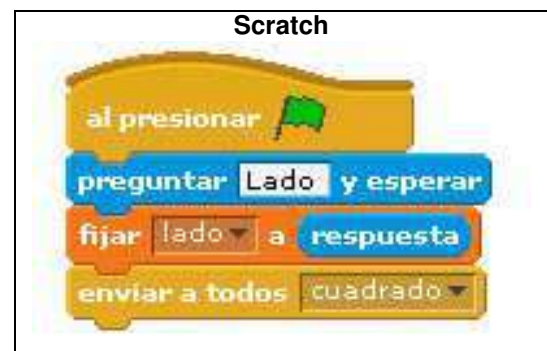 Scratch
al presionar
preguntar Lado y esperar
fijar lado a respuesta
enviar a todos cuadrado